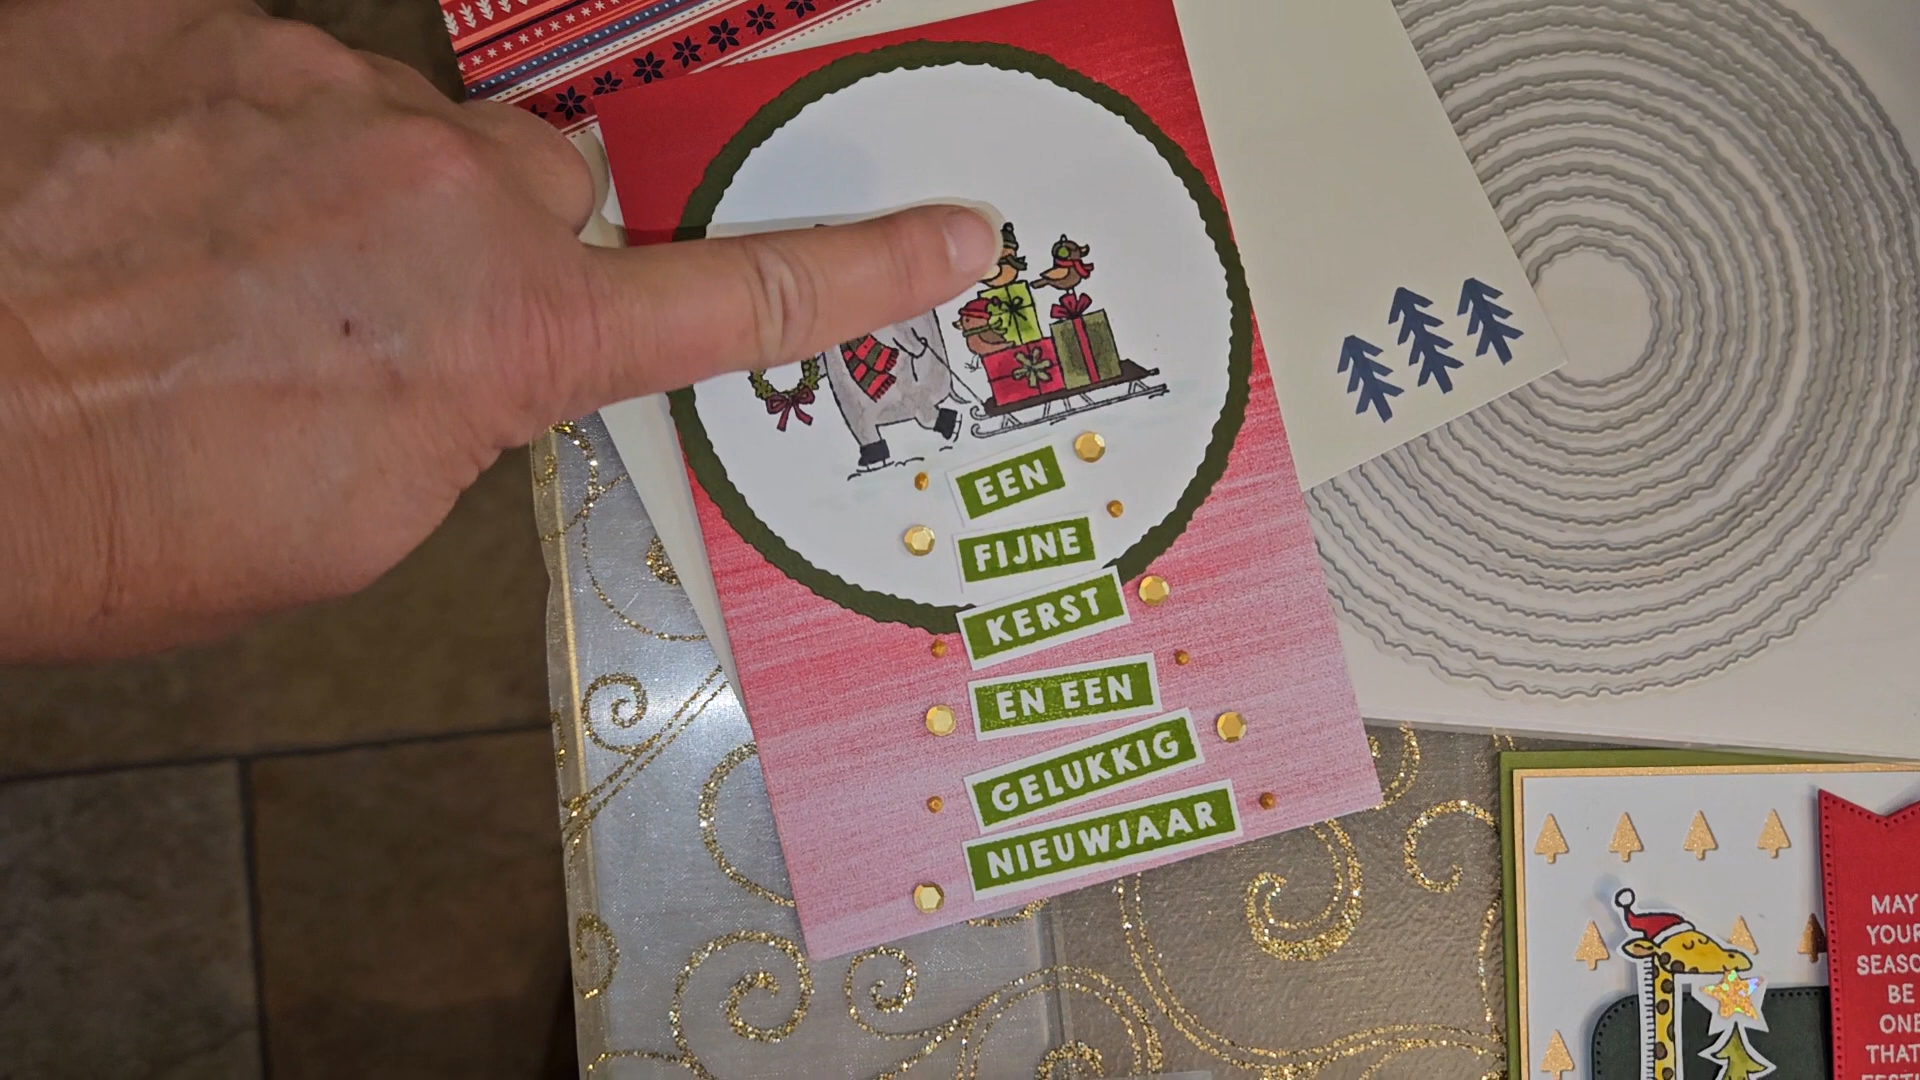 EEN
FIJNE
KERST
EN EEN
GELUKKIG
NIEUWJAAR
MAY
YOUR
BE
ONE
THAT